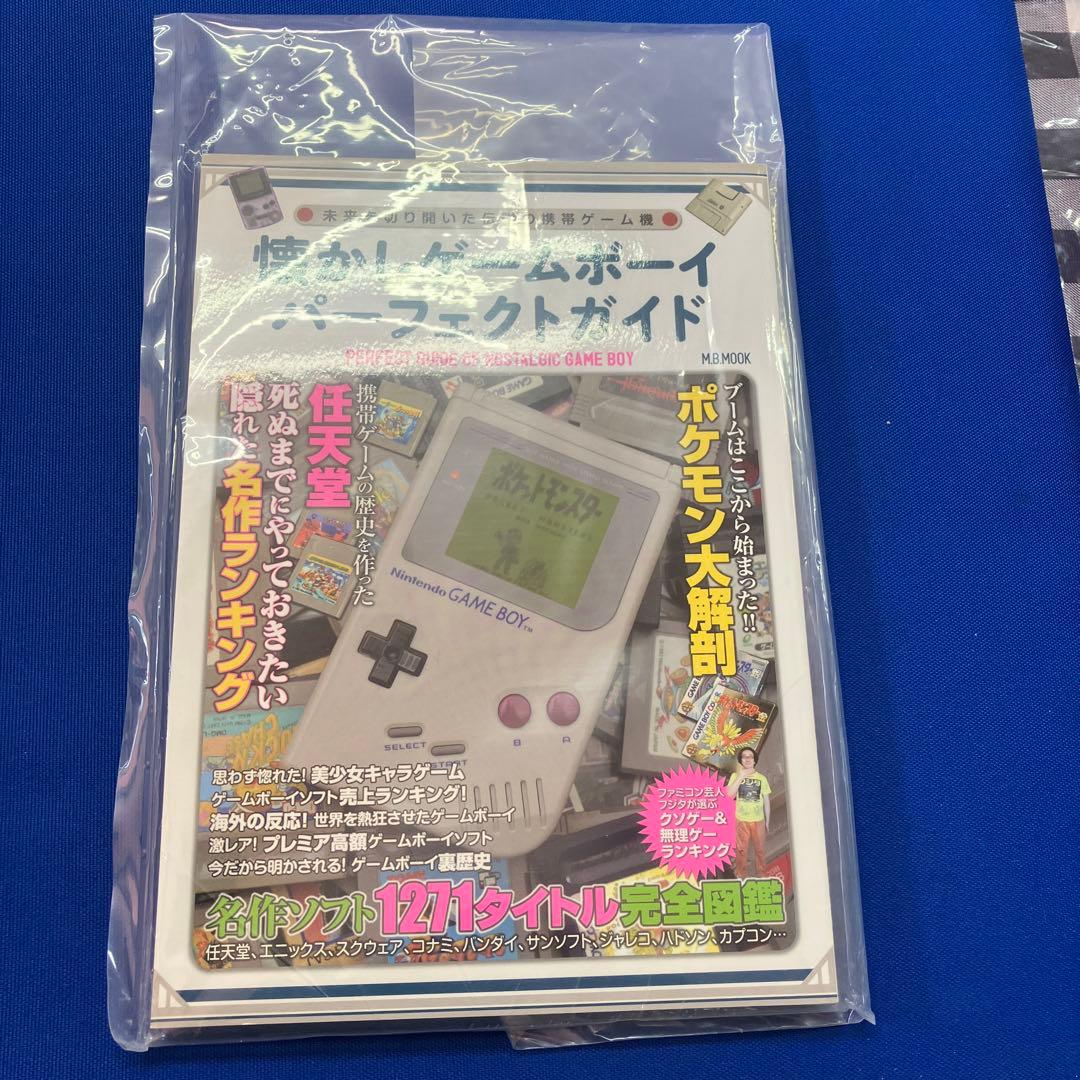 未来を切り開いた伝説の携帯ゲーム機
懐かしゲームボーイ
パーフェクトガイド
PERFECT GUIDE OF NOSTALGIC GAME BOY
M.B.MOOK
ブームはここから始まった!!
ポケモン大解剖
携帯ゲームの歴史を作った
任天堂
死ぬまでにやっておきたい
隠れた名作ランキング
ポケットモンスター
Nintendo GAME BOY™
B A
SELECT
START
思わず惚れた!美少女キャラゲーム
ゲームボーイソフト売上ランキング!
海外の反応!世界を熱狂させたゲームボーイ
激レア!プレミア高額ゲームボーイソフト
今だから明かされる!ゲームボーイ裏歴史
ファミコン芸人
フジタが選ぶ
クソゲー&
無理ゲー
ランキング
名作ソフト1271タイトル完全図鑑
任天堂、エニックス、スクウェア、コナミ、バンダイ、サンソフト、ジャレコ、ハドソン、カプコン…